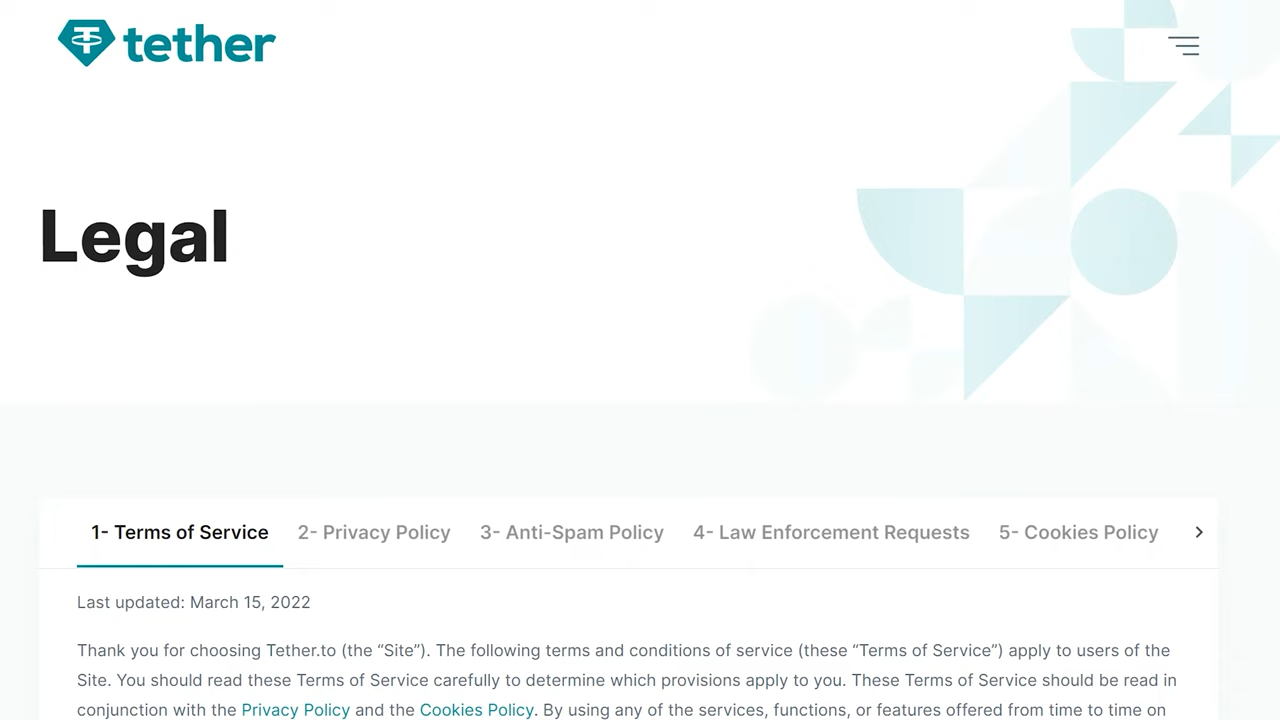 tether
Legal
1- Terms of Service 2- Privacy Policy 3- Anti-Spam Policy 4- Law Enforcement Requests 5- Cookies Policy
Last updated: March 15, 2022
Thank you for choosing Tether.to (the “Site”). The following terms and conditions of service (these “Terms of Service”) apply to users of the
Site. You should read these Terms of Service carefully to determine which provisions apply to you. These Terms of Service should be read in
conjunction with the Privacy Policy and the Cookies Policy. By using any of the services, functions, or features offered from time to time on